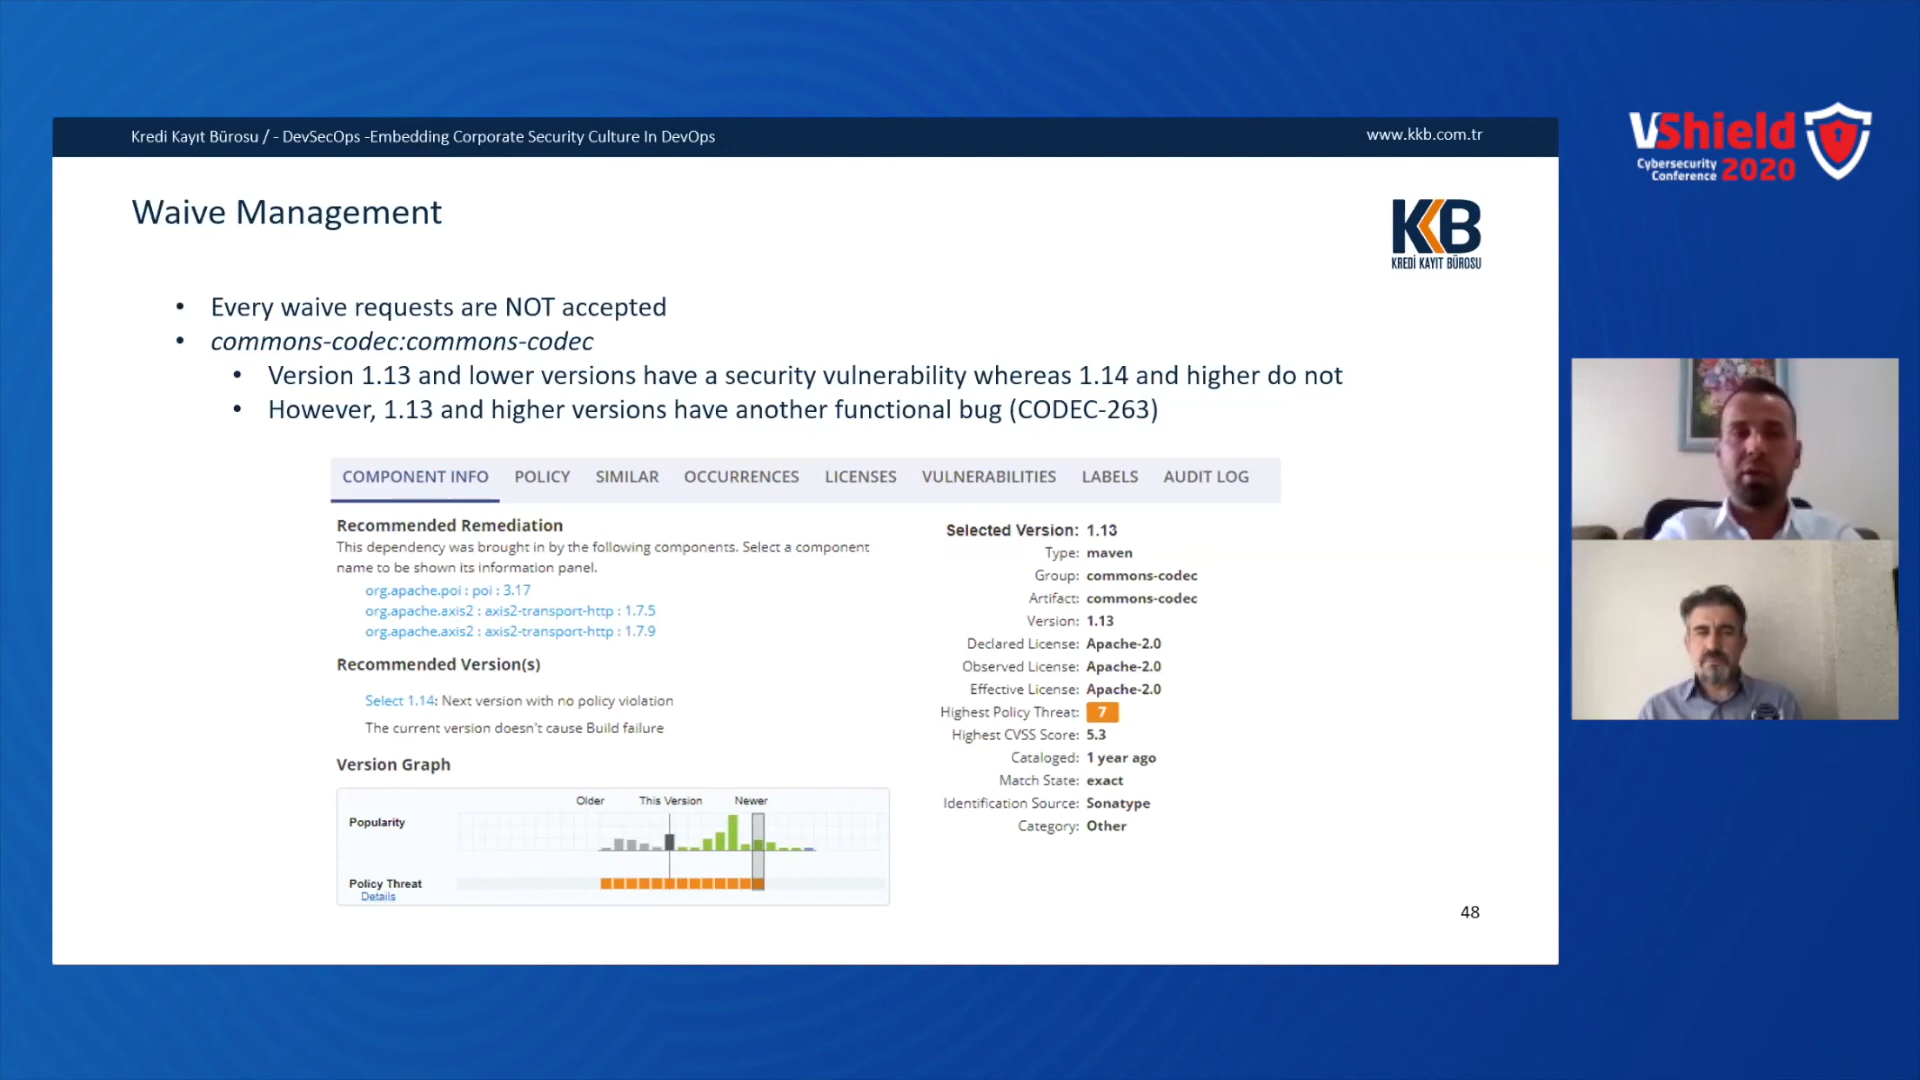 Kredi Kayıt Bürosu / - DevSecOps -Embedding Corporate Security Culture In DevOps
www.kkb.com.tr
VShield
Cybersecurity
Conference 2020
Waive Management
KKB
KREDİ KAYIT BÜROSU
• Every waive requests are NOT accepted
• commons-codec:commons-codec
• Version 1.13 and lower versions have a security vulnerability whereas 1.14 and higher do not
• However, 1.13 and higher versions have another functional bug (CODEC-263)
COMPONENT INFO POLICY SIMILAR OCCURRENCES LICENSES VULNERABILITIES LABELS AUDIT LOG
Recommended Remediation
This dependency was brought in by the following components. Select a component
name to be shown its information panel.
org.apache.poi : poi : 3.17
org.apache.axis2 : axis2-transport-http : 1.7.5
org.apache.axis2 : axis2-transport-http : 1.7.9
Recommended Version(s)
Select 1.14: Next version with no policy violation
The current version doesn't cause Build failure
Version Graph
Older This Version Newer
Popularity
Policy Threat
Details
Selected Version: 1.13
Type: maven
Group: commons-codec
Artifact: commons-codec
Version: 1.13
Declared License: Apache-2.0
Observed License: Apache-2.0
Effective License: Apache-2.0
Highest Policy Threat: 7
Highest CVSS Score: 5.3
Cataloged: 1 year ago
Match State: exact
Identification Source: Sonatype
Category: Other
48